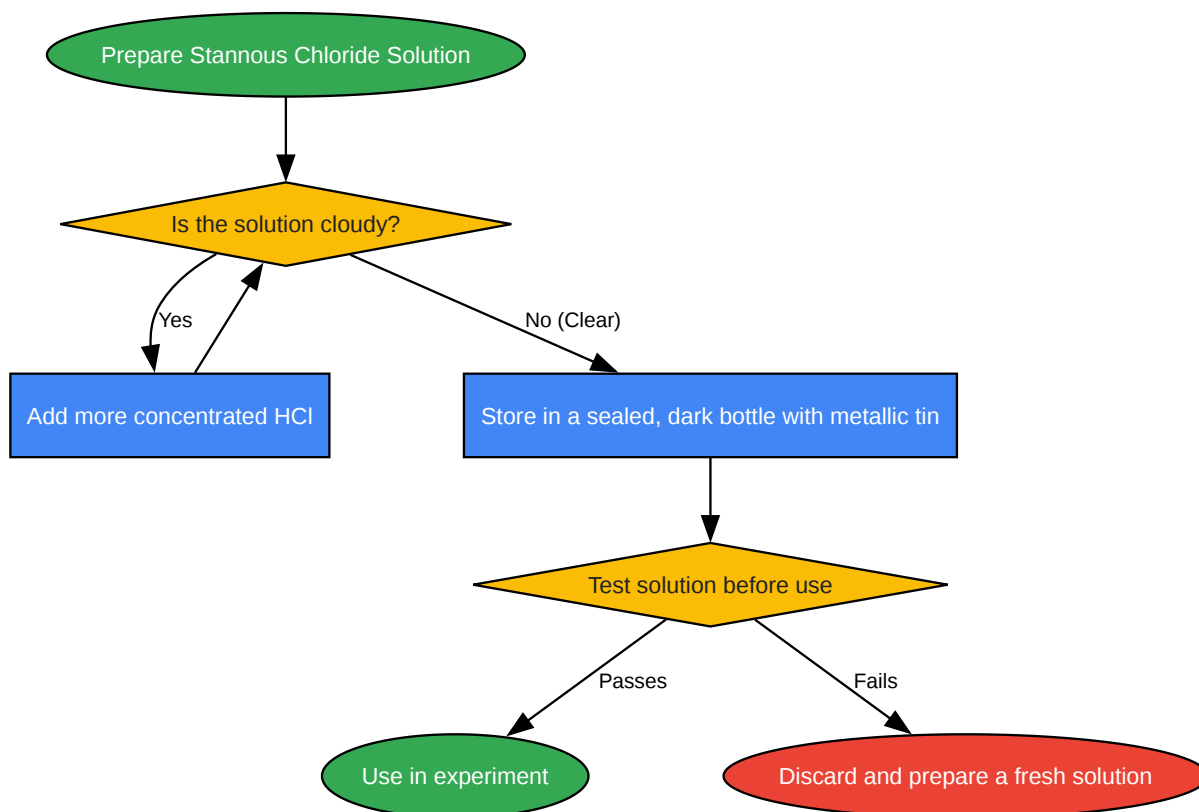 Prepare Stannous Chloride Solution
Is the solution cloudy?
Yes
No (Clear)
Add more concentrated HCl
Store in a sealed, dark bottle with metallic tin
Test solution before use
Passes
Fails
Use in experiment
Discard and prepare a fresh solution